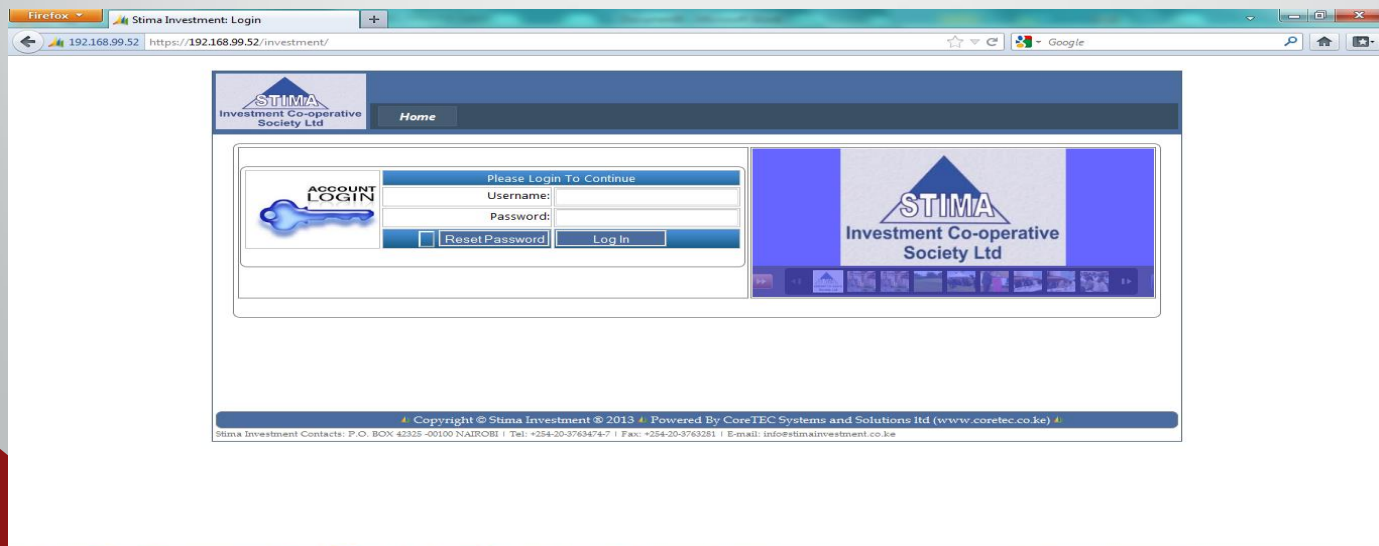 Firefox
Stima Investment: Login
192.168.99.52 https://192.168.99.52/investment/
Google
STIMA
Investment Co-operative
Society Ltd
Home
ACCOUNT
LOGIN
Please Login To Continue
Username:
Password:
Reset Password
Log In
STIMA
Investment Co-operative
Society Ltd
Copyright © Stima Investment ® 2013 Powered By CoreTEC Systems and Solutions ltd (www.coretec.co.ke)
Stima Investment Contacts: P.O. BOX 42325 -00100 NAIROBI | Tel: +254-20-3763474-7 | Fax: +254-20-3763281 | E-mail: info@stimainvestment.co.ke